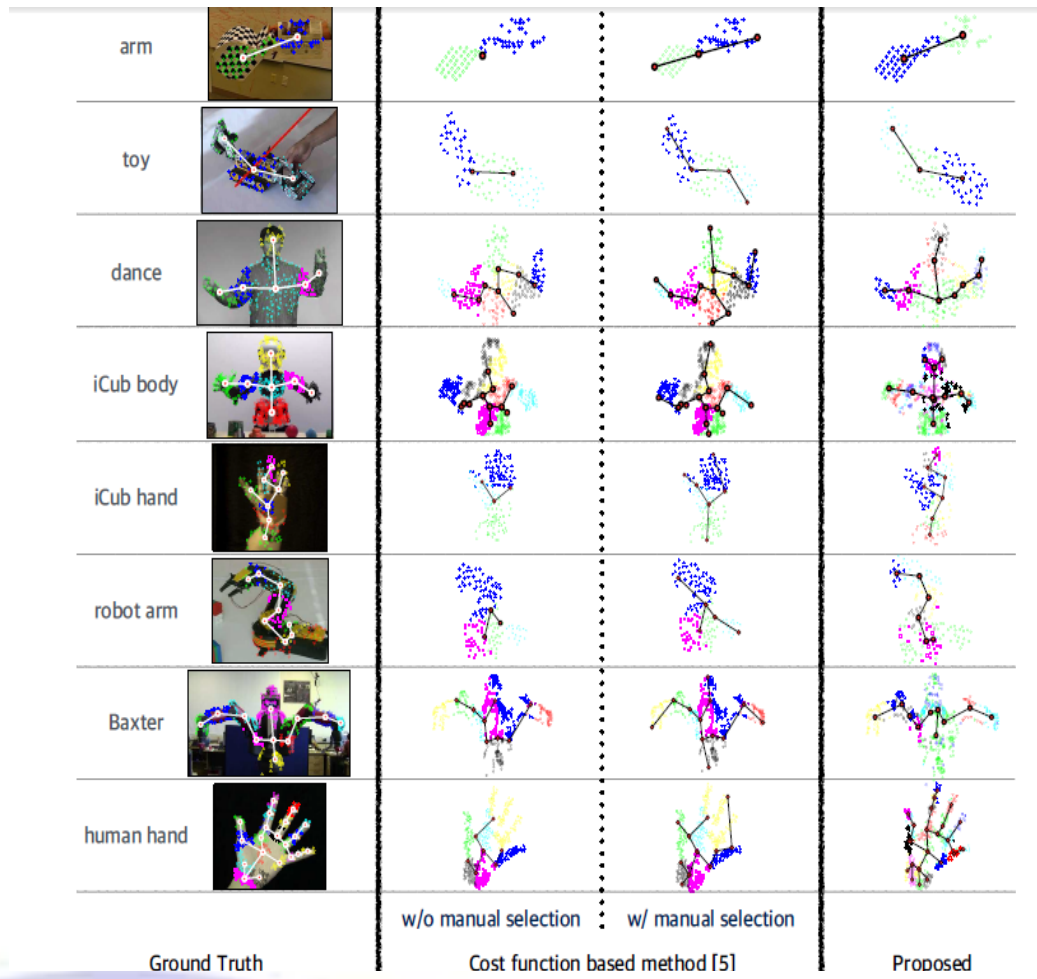 arm
toy
dance
iCub body
iCub hand
robot arm
Baxter
human hand
w/o manual selection w/ manual selection
Ground Truth Cost function based method [5] Proposed